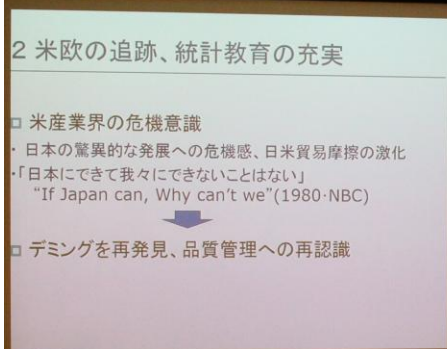 2 米欧の追跡、統計教育の充実
□ 米産業界の危機意識
・ 日本の驚異的な発展への危機感、日米貿易摩擦の激化
・「日本にできて我々にできないことはない」
“If Japan can, Why can't we”(1980・NBC)
□ デミングを再発見、品質管理への再認識